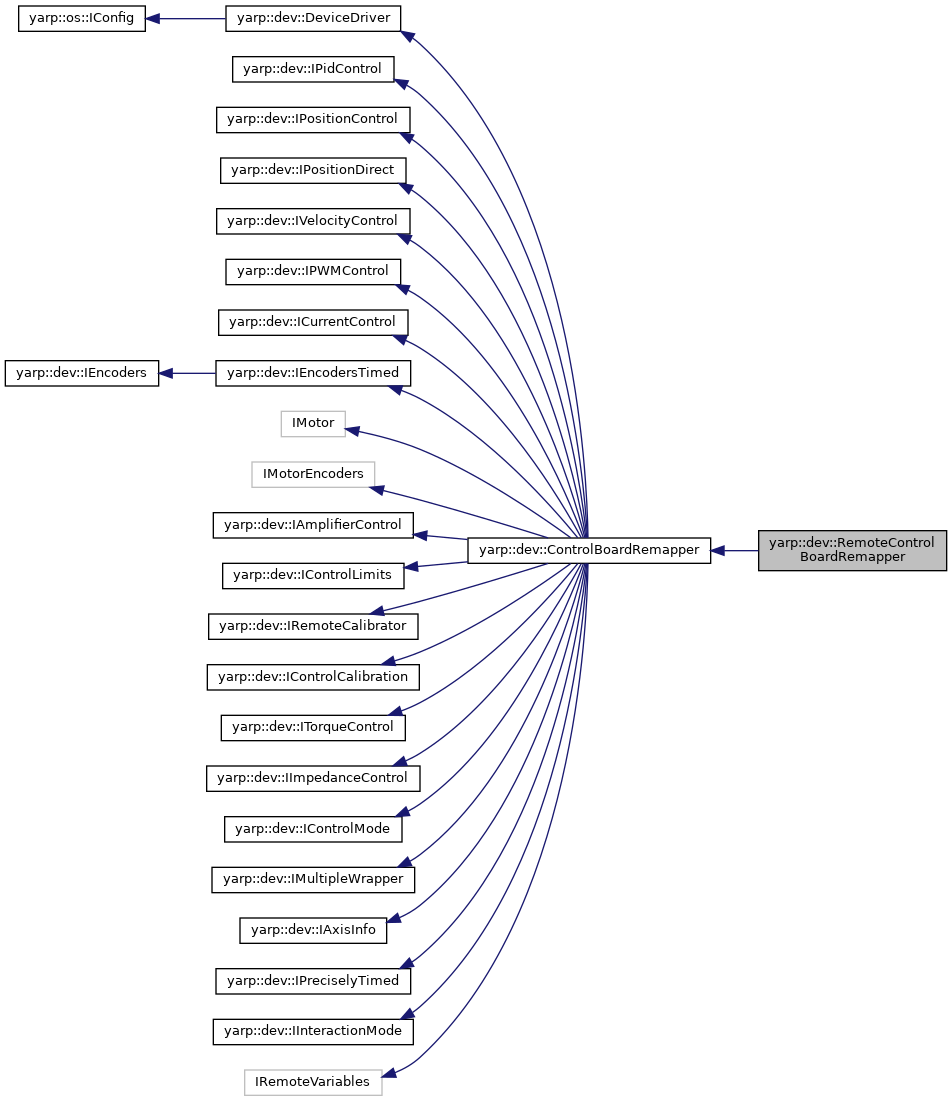 yarp::os::IConfig
yarp::dev::DeviceDriver
yarp::dev::IPidControl
yarp::dev::IPositionControl
yarp::dev::IPositionDirect
yarp::dev::IVelocityControl
yarp::dev::IPWMControl
yarp::dev::ICurrentControl
yarp::dev::IEncoders
yarp::dev::IEncodersTimed
IMotor
IMotorEncoders
yarp::dev::IAmplifierControl
yarp::dev::IControlLimits
yarp::dev::IRemoteCalibrator
yarp::dev::IControlCalibration
yarp::dev::ITorqueControl
yarp::dev::IImpedanceControl
yarp::dev::IControlMode
yarp::dev::IMultipleWrapper
yarp::dev::IAxisInfo
yarp::dev::IPreciselyTimed
yarp::dev::IInteractionMode
IRemoteVariables
yarp::dev::ControlBoardRemapper
yarp::dev::RemoteControl
BoardRemapper